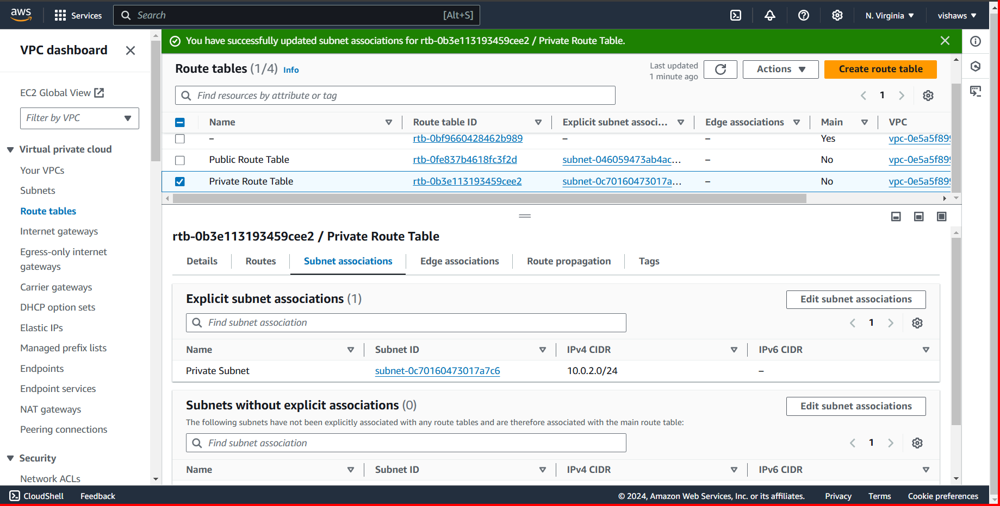 aws Services Search [Alt+S] N. Virginia vishaws
VPC dashboard
EC2 Global View
Filter by VPC
Virtual private cloud
Your VPCs
Subnets
Route tables
Internet gateways
Egress-only internet
gateways
Carrier gateways
DHCP option sets
Elastic IPs
Managed prefix lists
Endpoints
Endpoint services
NAT gateways
Peering connections
Security
Network ACLs
You have successfully updated subnet associations for rtb-0b3e113193459cee2 / Private Route Table.
Route tables (1/4) Info
Last updated
1 minute ago
Actions
Create route table
Find resources by attribute or tag
1
Name Route table ID Explicit subnet associ... Edge associations Main VPC
– rtb-0bf9660428462b989 – – Yes vpc-0e5a5f899
Public Route Table rtb-0fe837b4618fc3f2d subnet-046059473ab4ac... – No vpc-0e5a5f899
Private Route Table rtb-0b3e113193459cee2 subnet-0c70160473017a... – No vpc-0e5a5f899
rtb-0b3e113193459cee2 / Private Route Table
Details Routes Subnet associations Edge associations Route propagation Tags
Explicit subnet associations (1)
Edit subnet associations
Find subnet association
1
Name Subnet ID IPv4 CIDR IPv6 CIDR
Private Subnet subnet-0c70160473017a7c6 10.0.2.0/24 –
Subnets without explicit associations (0)
Edit subnet associations
The following subnets have not been explicitly associated with any route tables and are therefore associated with the main route table:
Find subnet association
1
Name Subnet ID IPv4 CIDR IPv6 CIDR
CloudShell Feedback © 2024, Amazon Web Services, Inc. or its affiliates. Privacy Terms Cookie preferences